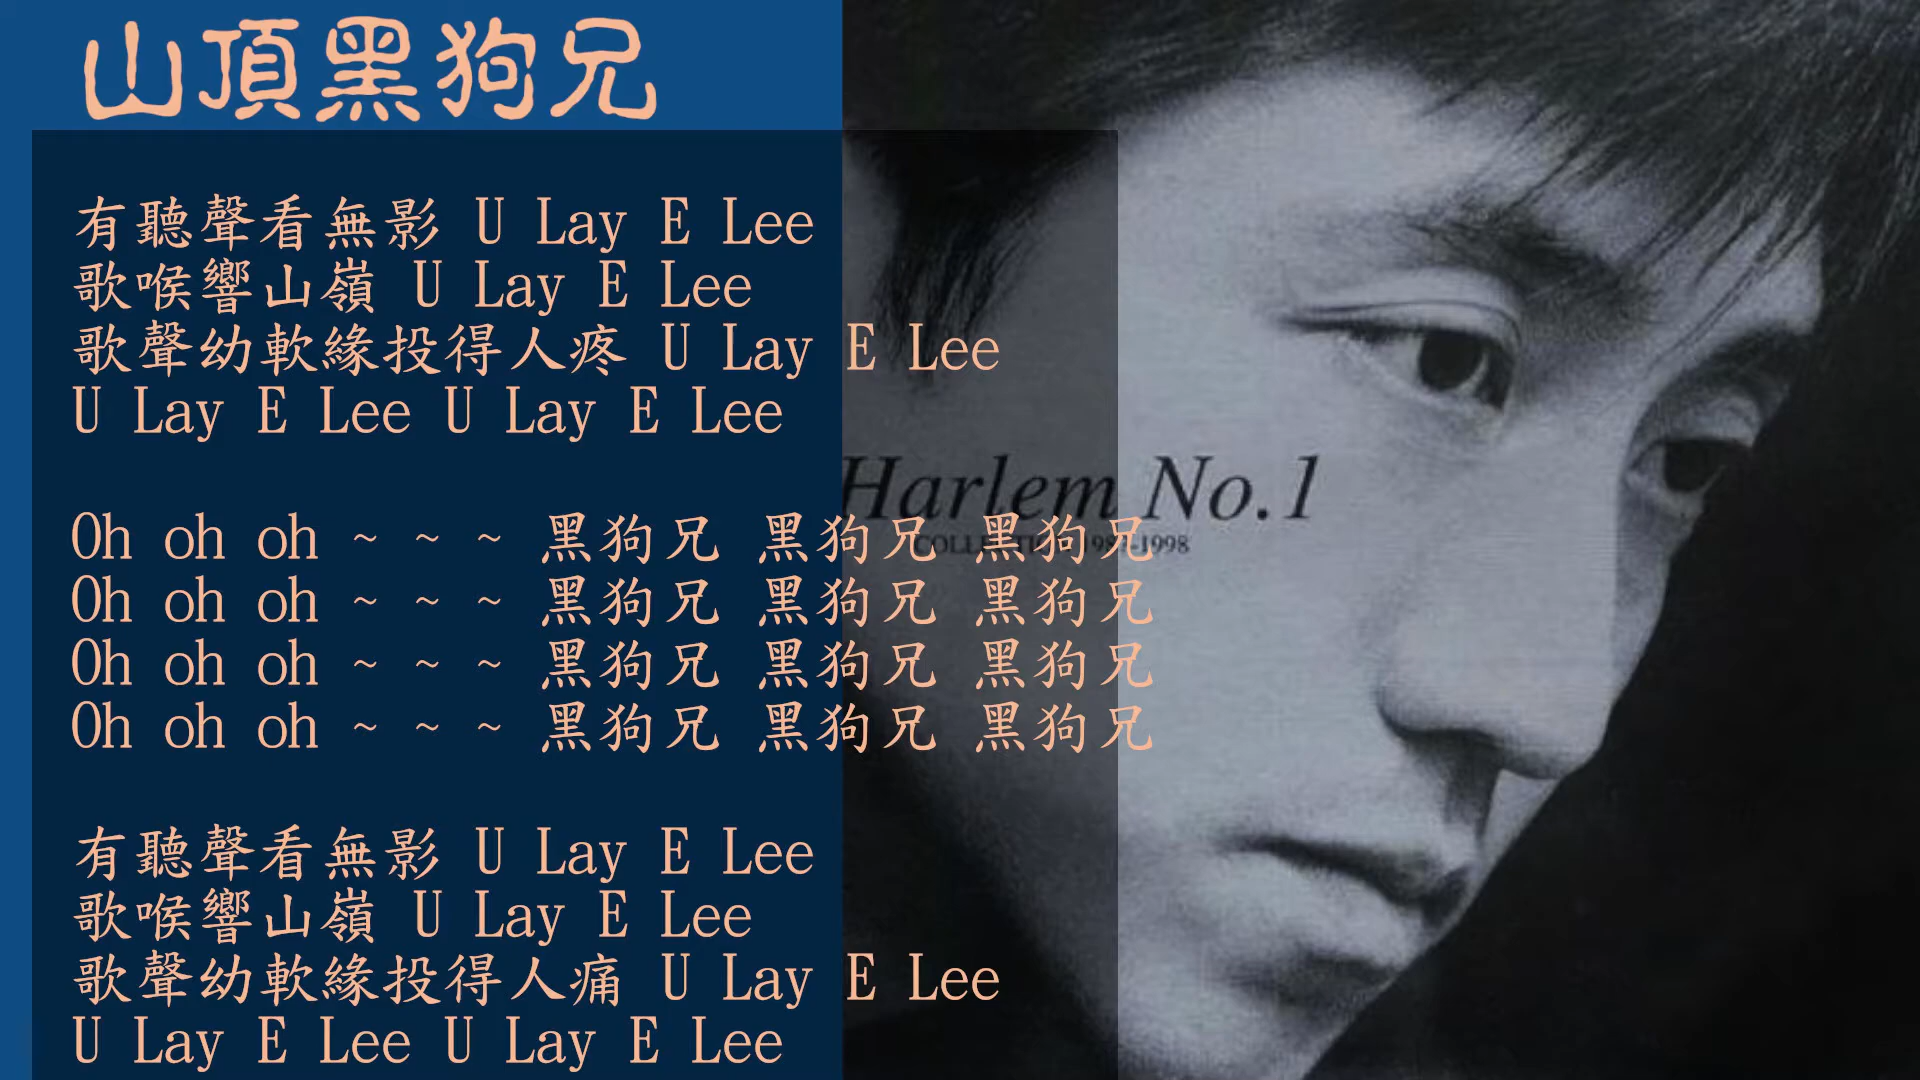 山頂黑狗兄
有聽聲看無影 U Lay E Lee
歌喉響山嶺 U Lay E Lee
歌聲幼軟緣投得人疼 U Lay E Lee
U Lay E Lee U Lay E Lee
Harlem No.1
COLLECTION 1987-1998
Oh oh oh ~ ~ ~ 黑狗兄 黑狗兄 黑狗兄
Oh oh oh ~ ~ ~ 黑狗兄 黑狗兄 黑狗兄
Oh oh oh ~ ~ ~ 黑狗兄 黑狗兄 黑狗兄
Oh oh oh ~ ~ ~ 黑狗兄 黑狗兄 黑狗兄
有聽聲看無影 U Lay E Lee
歌喉響山嶺 U Lay E Lee
歌聲幼軟緣投得人痛 U Lay E Lee
U Lay E Lee U Lay E Lee